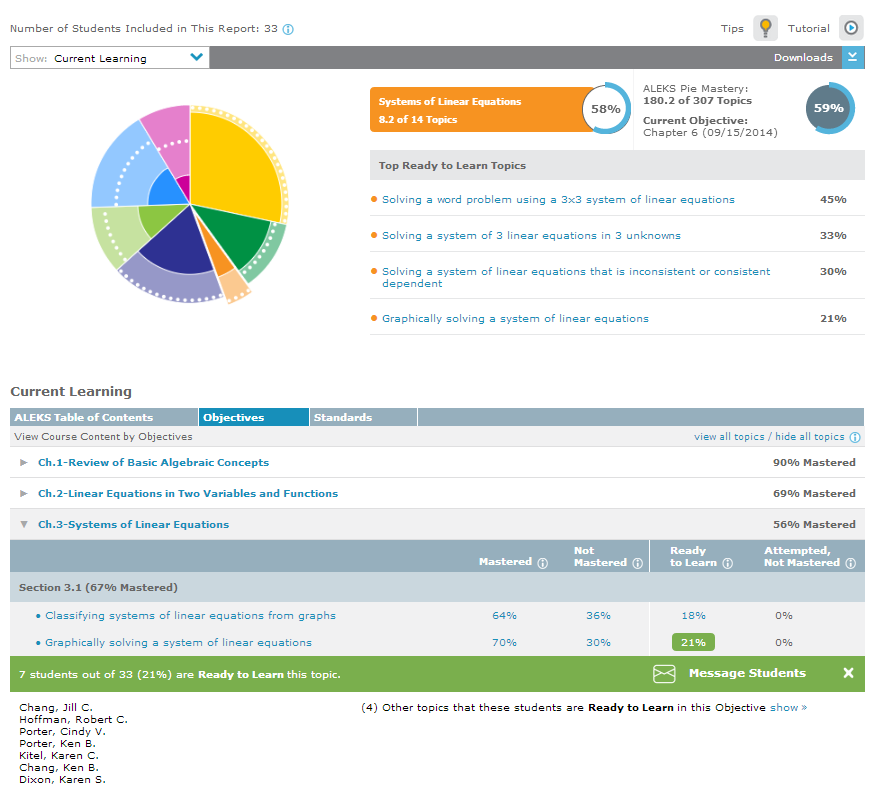 Number of Students Included in This Report: 33
Tips
Tutorial
Show: Current Learning
Downloads
Systems of Linear Equations
8.2 of 14 Topics
58%
ALEKS Pie Mastery:
180.2 of 307 Topics
Current Objective:
Chapter 6 (09/15/2014)
59%
Top Ready to Learn Topics
Solving a word problem using a 3x3 system of linear equations 45%
Solving a system of 3 linear equations in 3 unknowns 33%
Solving a system of linear equations that is inconsistent or consistent 30%
dependent
Graphically solving a system of linear equations 21%
Current Learning
ALEKS Table of Contents Objectives Standards
View Course Content by Objectives view all topics / hide all topics
Ch.1-Review of Basic Algebraic Concepts 90% Mastered
Ch.2-Linear Equations in Two Variables and Functions 69% Mastered
Ch.3-Systems of Linear Equations 56% Mastered
Mastered
Not
Mastered
Ready
to Learn
Attempted,
Not Mastered
Section 3.1 (67% Mastered)
• Classifying systems of linear equations from graphs 64% 36% 18% 0%
• Graphically solving a system of linear equations 70% 30% 21% 0%
7 students out of 33 (21%) are Ready to Learn this topic. Message Students
Chang, Jill C.
Hoffman, Robert C.
Porter, Cindy V.
Porter, Ken B.
Kitel, Karen C.
Chang, Ken B.
Dixon, Karen S.
(4) Other topics that these students are Ready to Learn in this Objective show »